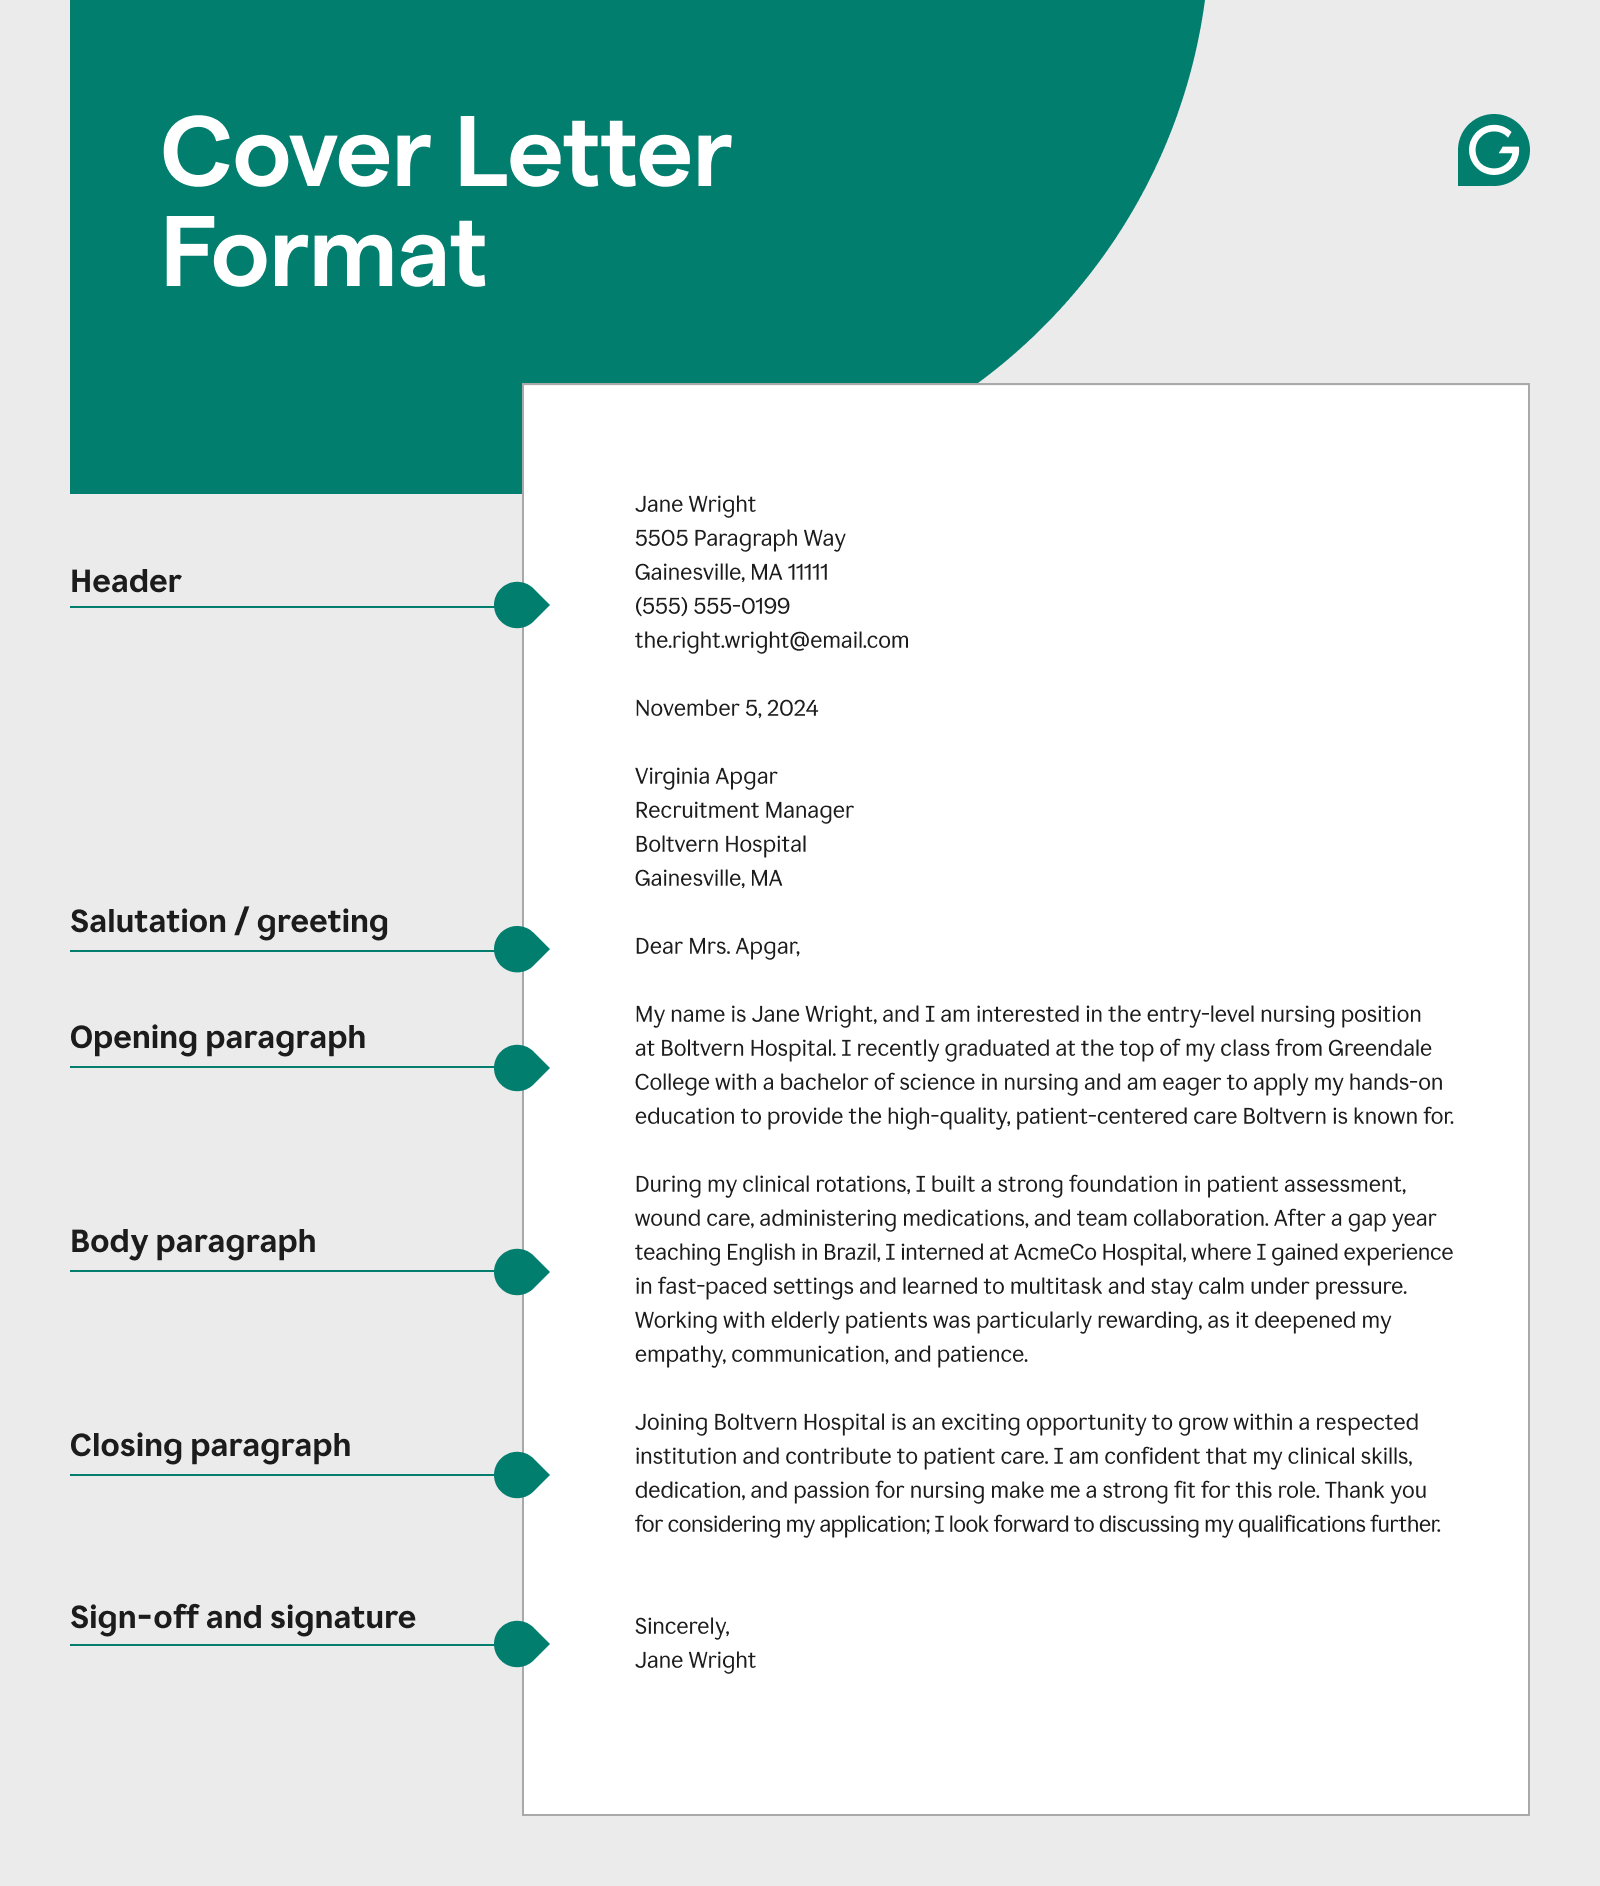 Cover Letter
Format
G
Header
Jane Wright
5505 Paragraph Way
Gainesville, MA 11111
(555) 555-0199
the.right.wright@email.com
November 5, 2024
Virginia Apgar
Recruitment Manager
Boltvern Hospital
Gainesville, MA
Salutation / greeting
Dear Mrs. Apgar,
Opening paragraph
My name is Jane Wright, and I am interested in the entry-level nursing position
at Boltvern Hospital. I recently graduated at the top of my class from Greendale
College with a bachelor of science in nursing and am eager to apply my hands-on
education to provide the high-quality, patient-centered care Boltvern is known for.
Body paragraph
During my clinical rotations, I built a strong foundation in patient assessment,
wound care, administering medications, and team collaboration. After a gap year
teaching English in Brazil, I interned at AcmeCo Hospital, where I gained experience
in fast-paced settings and learned to multitask and stay calm under pressure.
Working with elderly patients was particularly rewarding, as it deepened my
empathy, communication, and patience.
Closing paragraph
Joining Boltvern Hospital is an exciting opportunity to grow within a respected
institution and contribute to patient care. I am confident that my clinical skills,
dedication, and passion for nursing make me a strong fit for this role. Thank you
for considering my application; I look forward to discussing my qualifications further.
Sign-off and signature
Sincerely,
Jane Wright